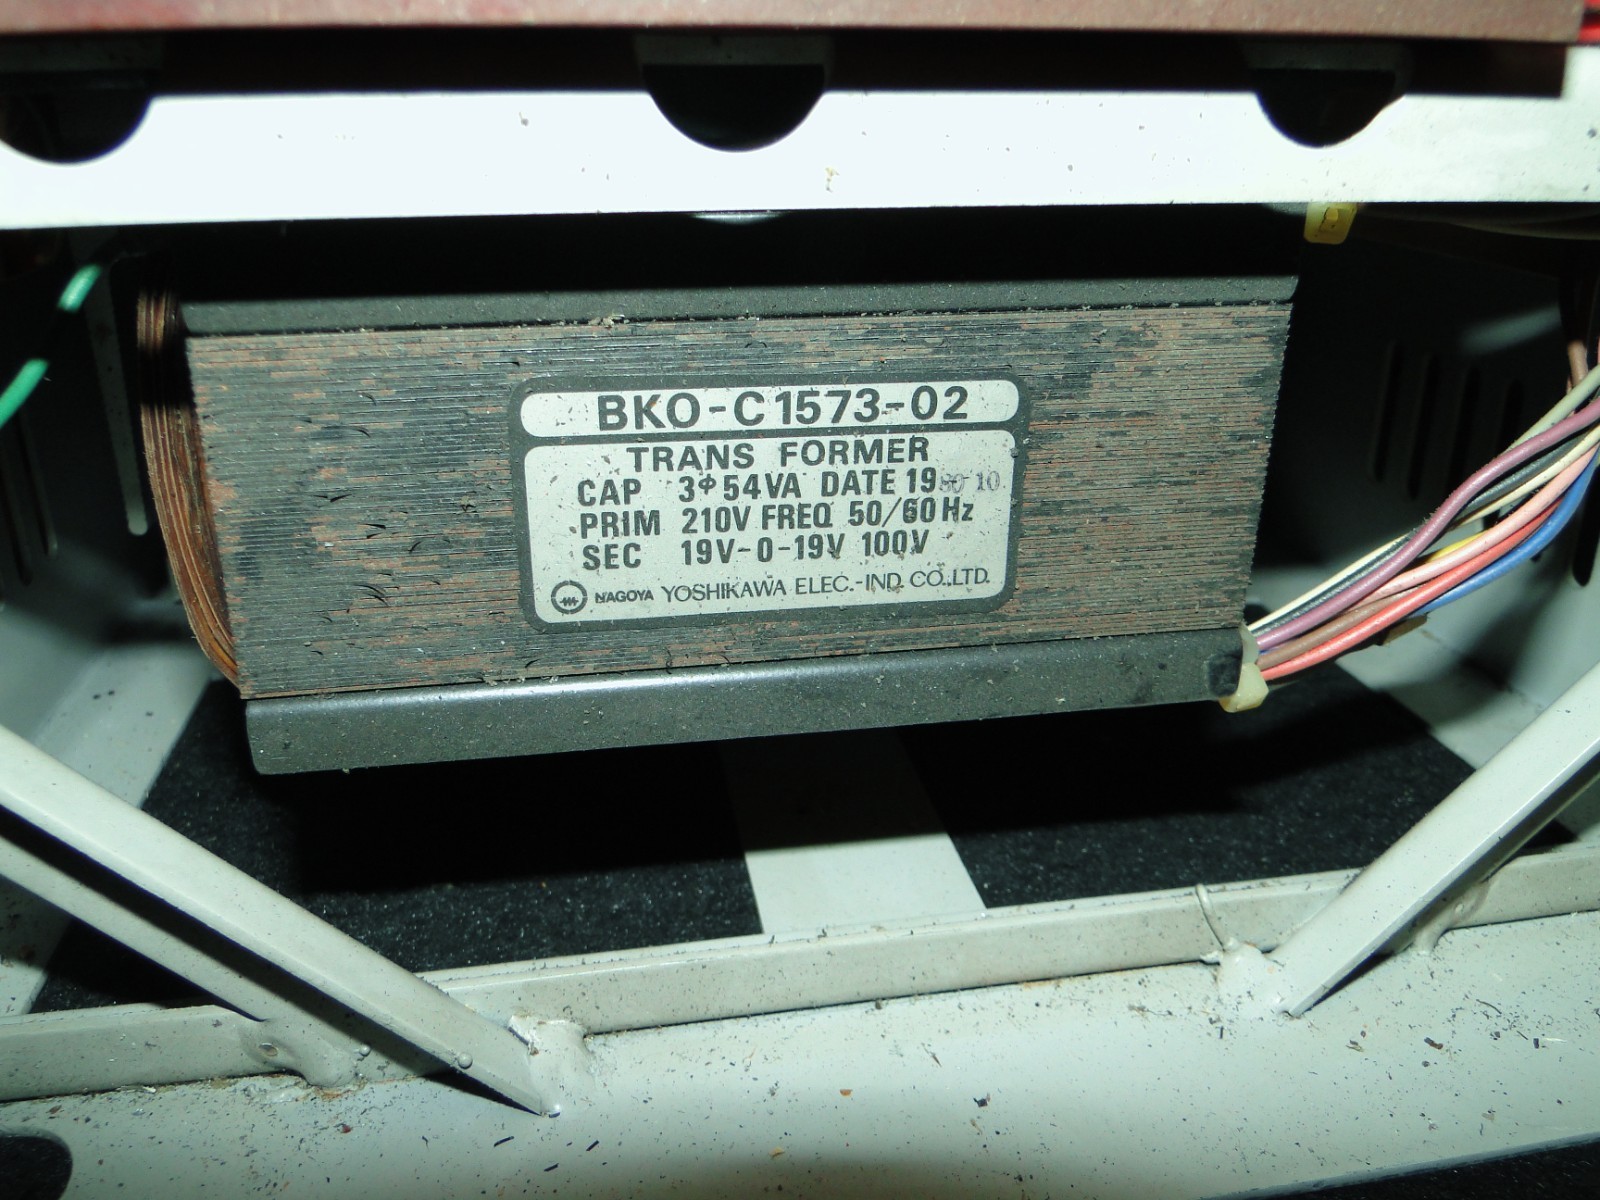 BKO-C1573-02
TRANS FORMER
CAP 3φ54VA DATE 1980 10
PRIM 210V FREQ 50/60Hz
SEC 19V-0-19V 100V
NAGOYA YOSHIKAWA ELEC.-IND. CO.,LTD.